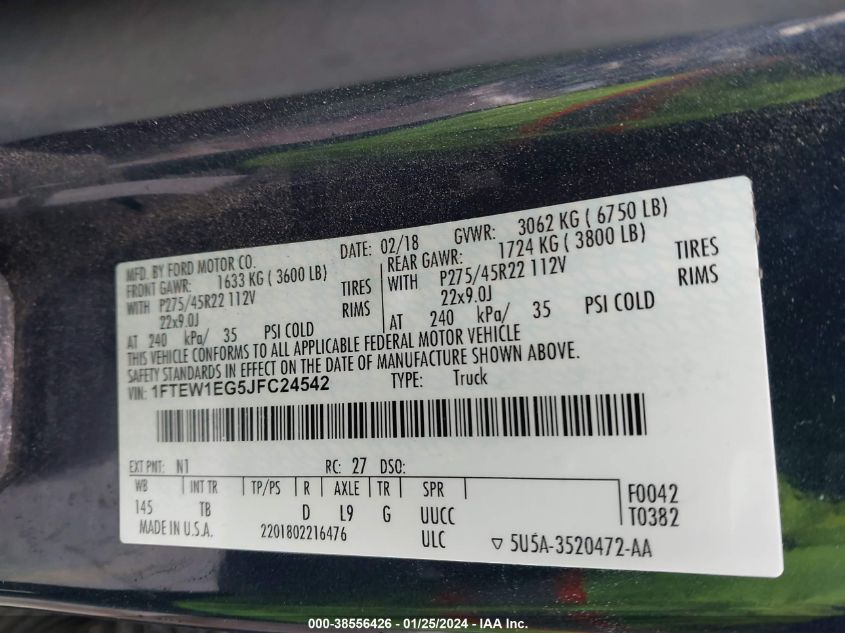 MFD. BY FORD MOTOR CO. DATE: 02/18 GVWR: 3062 KG ( 6750 LB)
FRONT GAWR: 1633 KG ( 3600 LB) REAR GAWR: 1724 KG ( 3800 LB)
WITH P275/45R22 112V TIRES WITH P275/45R22 112V TIRES
22x9.0J RIMS 22x9.0J RIMS
AT 240 kPa/ 35 PSI COLD AT 240 kPa/ 35 PSI COLD
THIS VEHICLE CONFORMS TO ALL APPLICABLE FEDERAL MOTOR VEHICLE
SAFETY STANDARDS IN EFFECT ON THE DATE OF MANUFACTURE SHOWN ABOVE.
VIN: 1FTEW1EG5JFC24542 TYPE: Truck
EXT PNT: N1 RC: 27 DSO:
WB INT TR TP/PS R AXLE TR SPR F0042
145 TB D L9 G UUCC T0382
MADE IN U.S.A. 2201802216476 ULC ▽ 5U5A-3520472-AA
000-38556426 - 01/25/2024 - IAA Inc.